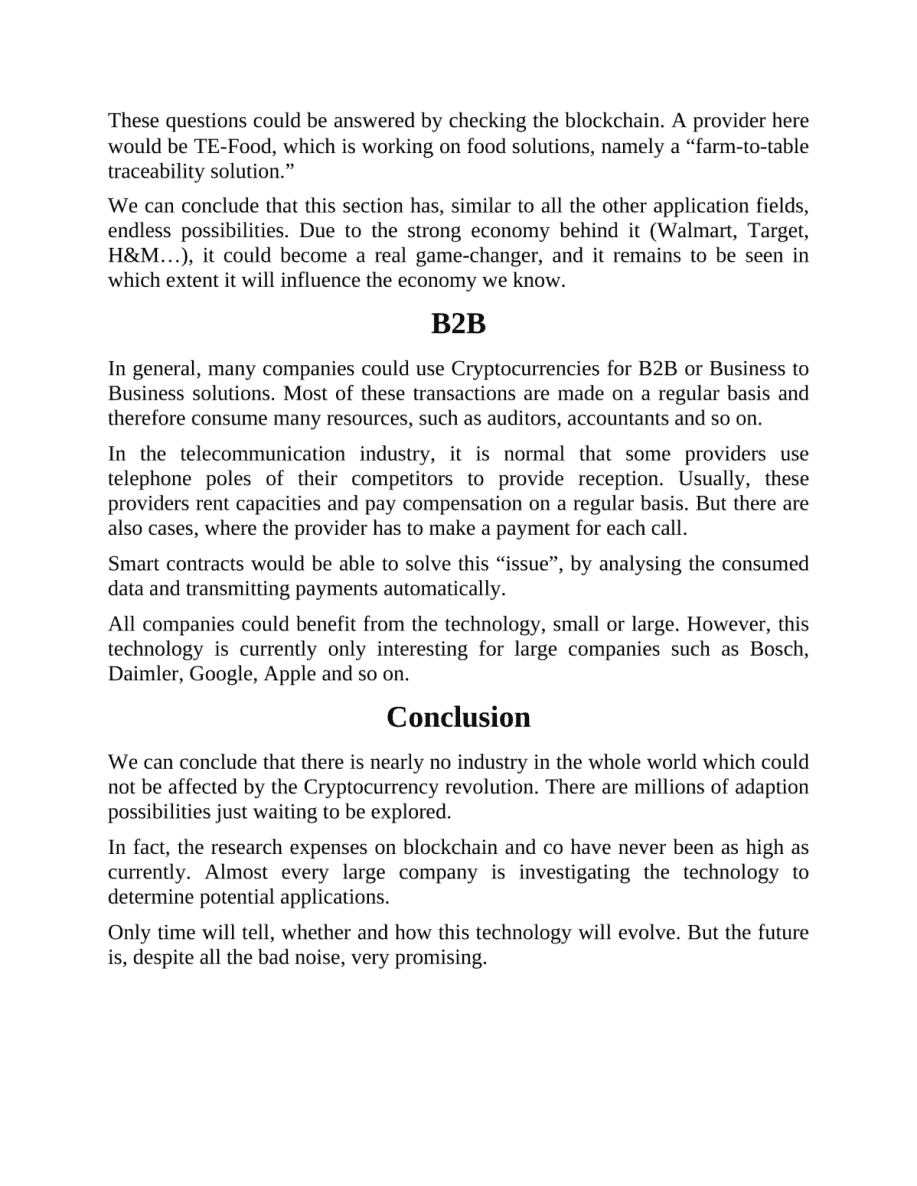 These questions could be answered by checking the blockchain. A provider here
would be TE-Food, which is working on food solutions, namely a “farm-to-table
traceability solution.”
We can conclude that this section has, similar to all the other application fields,
endless possibilities. Due to the strong economy behind it (Walmart, Target,
H&M…), it could become a real game-changer, and it remains to be seen in
which extent it will influence the economy we know.
B2B
In general, many companies could use Cryptocurrencies for B2B or Business to
Business solutions. Most of these transactions are made on a regular basis and
therefore consume many resources, such as auditors, accountants and so on.
In the telecommunication industry, it is normal that some providers use
telephone poles of their competitors to provide reception. Usually, these
providers rent capacities and pay compensation on a regular basis. But there are
also cases, where the provider has to make a payment for each call.
Smart contracts would be able to solve this “issue”, by analysing the consumed
data and transmitting payments automatically.
All companies could benefit from the technology, small or large. However, this
technology is currently only interesting for large companies such as Bosch,
Daimler, Google, Apple and so on.
Conclusion
We can conclude that there is nearly no industry in the whole world which could
not be affected by the Cryptocurrency revolution. There are millions of adaption
possibilities just waiting to be explored.
In fact, the research expenses on blockchain and co have never been as high as
currently. Almost every large company is investigating the technology to
determine potential applications.
Only time will tell, whether and how this technology will evolve. But the future
is, despite all the bad noise, very promising.